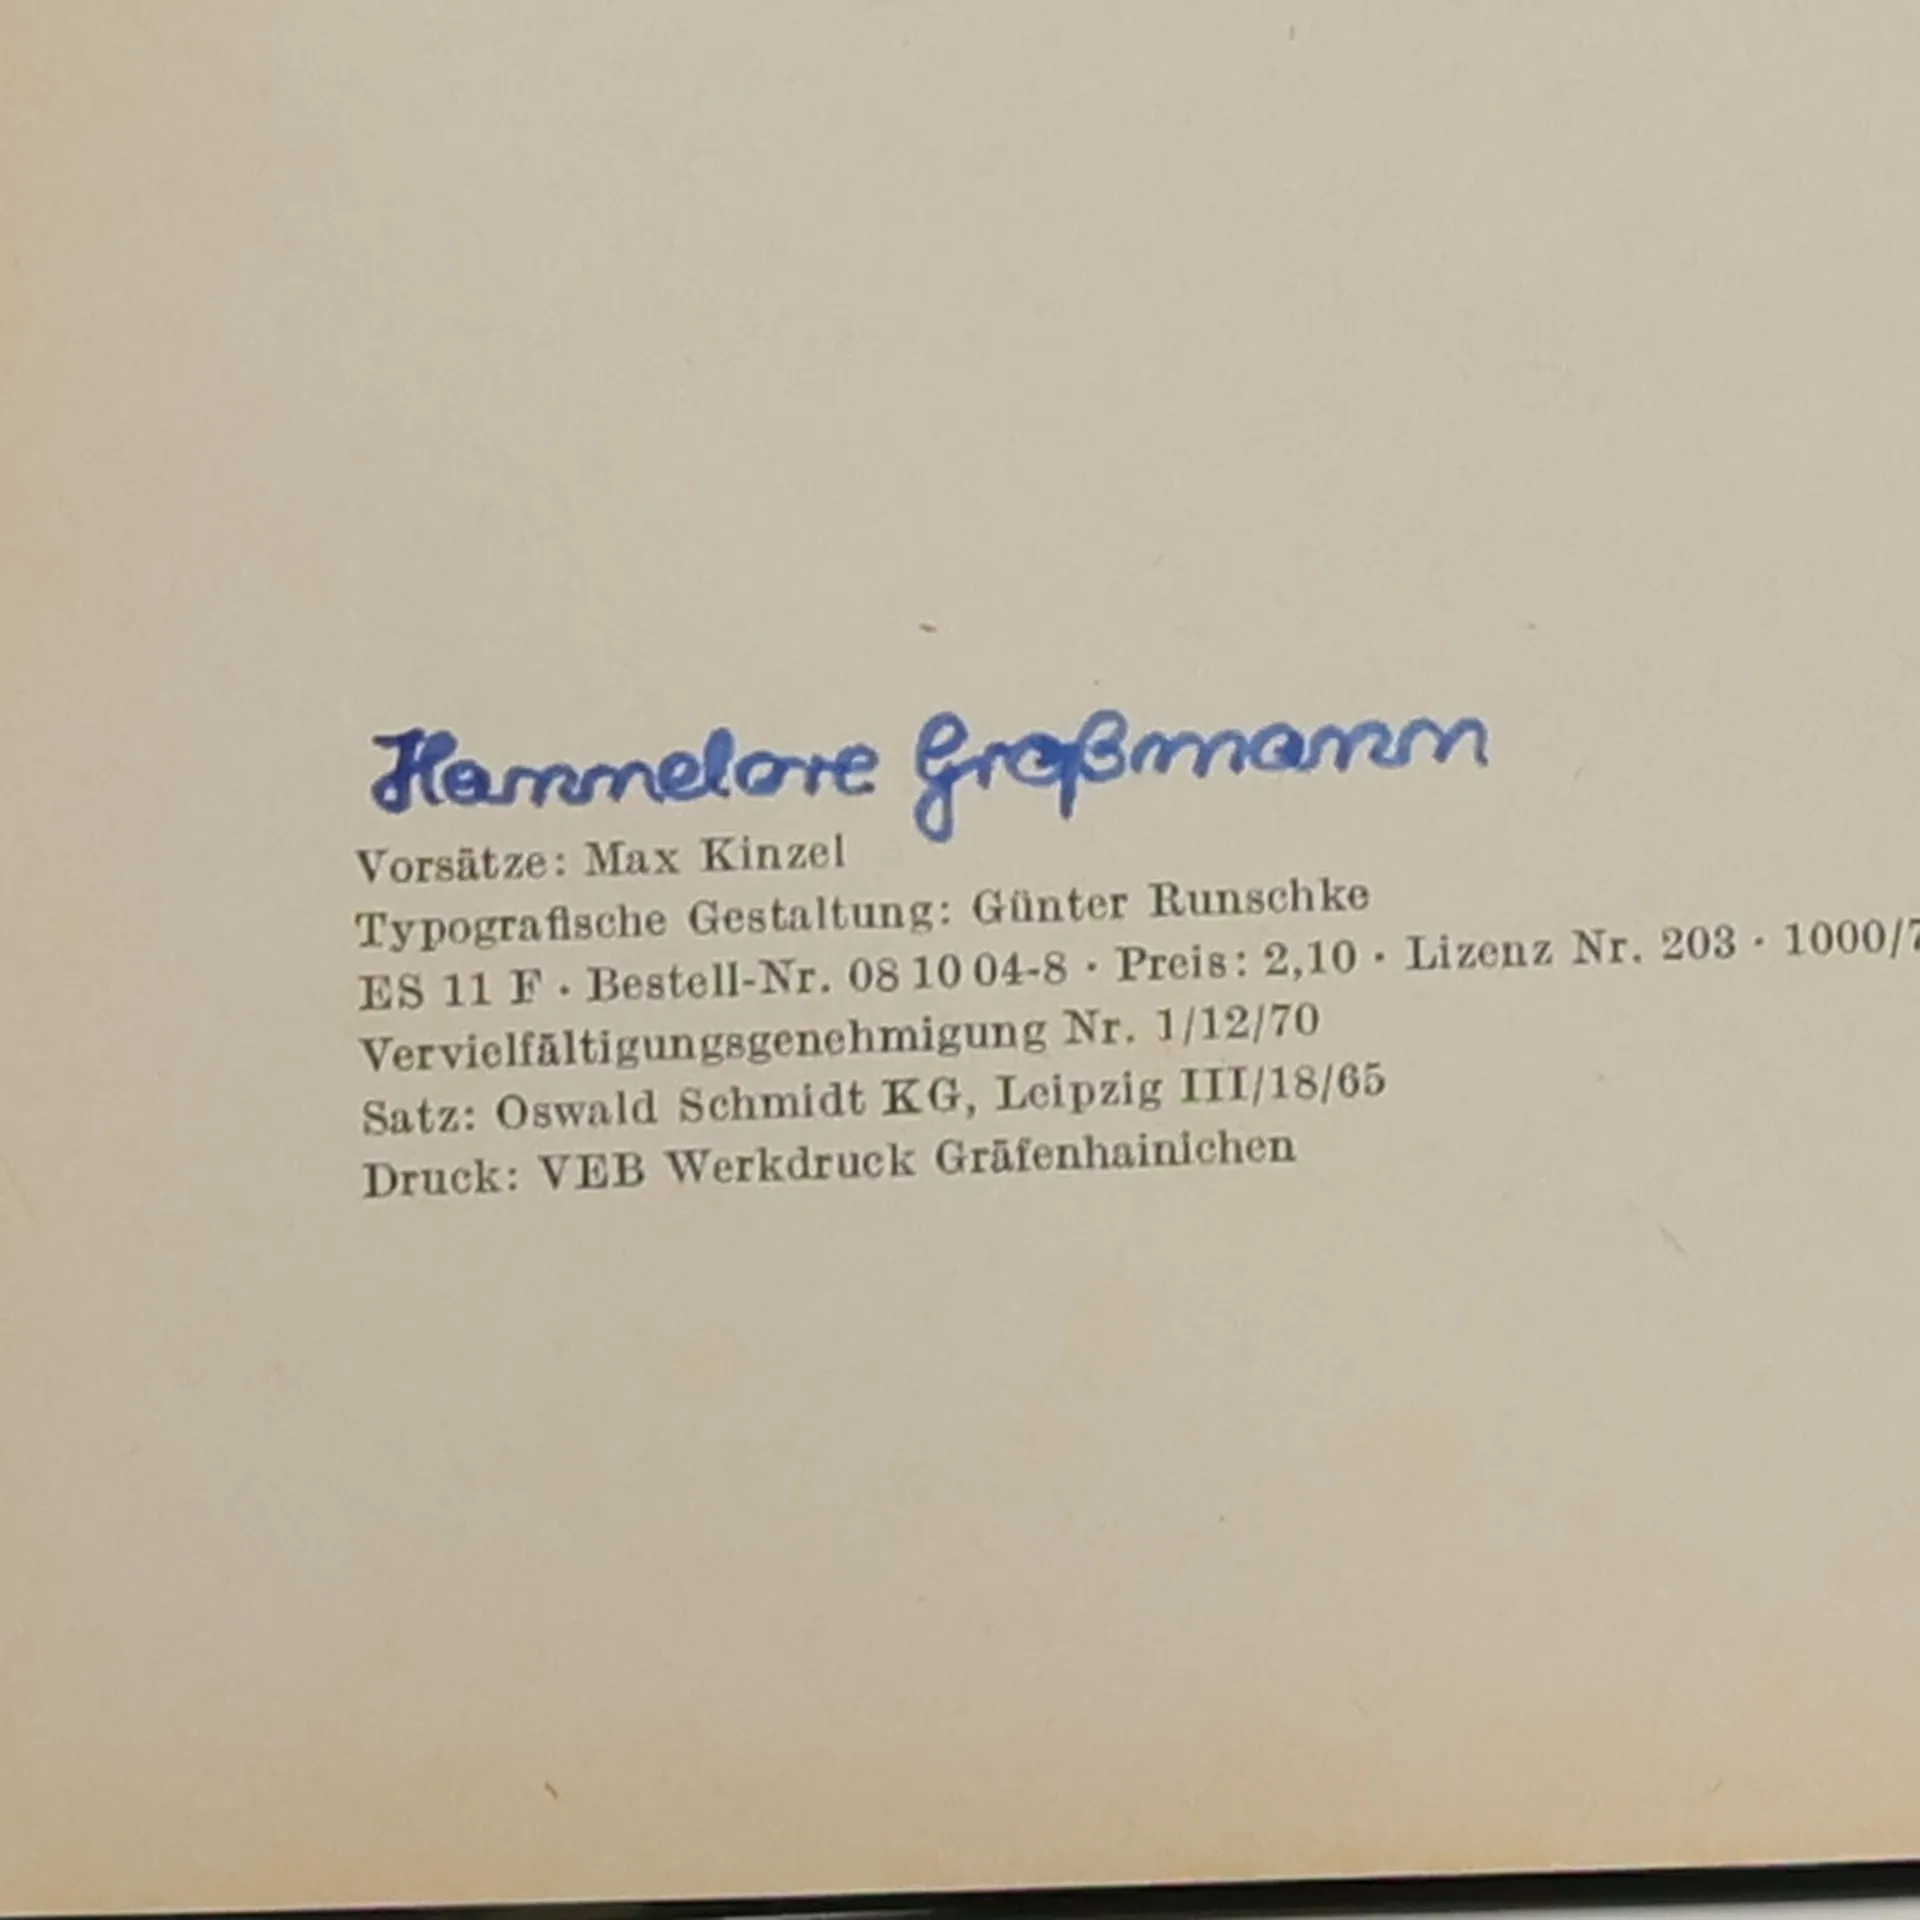 Hannelore Großmann
Vorsätze: Max Kinzel
Typografische Gestaltung: Günter Runschke
ES 11 F · Bestell-Nr. 08 10 04-8 · Preis: 2,10 · Lizenz Nr. 203 · 1000/7
Vervielfältigungsgenehmigung Nr. 1/12/70
Satz: Oswald Schmidt KG, Leipzig III/18/65
Druck: VEB Werkdruck Gräfenhainichen